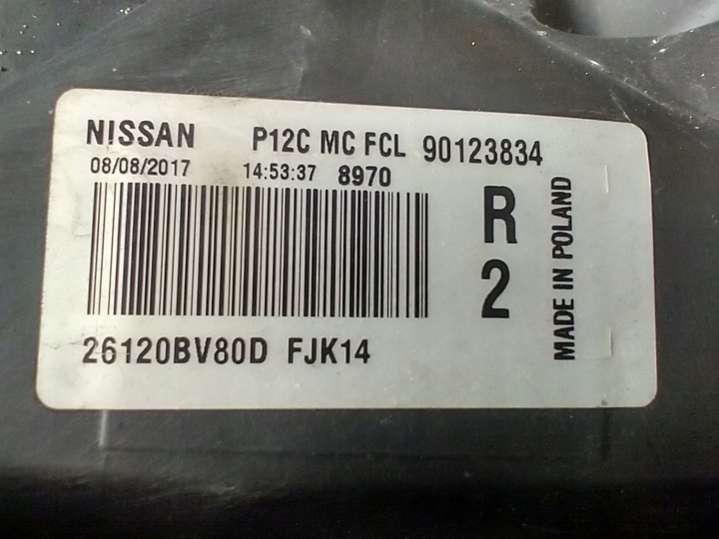 NISSAN P12C MC FCL 90123834
08/08/2017 14:53:37 8970
R
2
MADE IN POLAND
26120BV80D FJK14